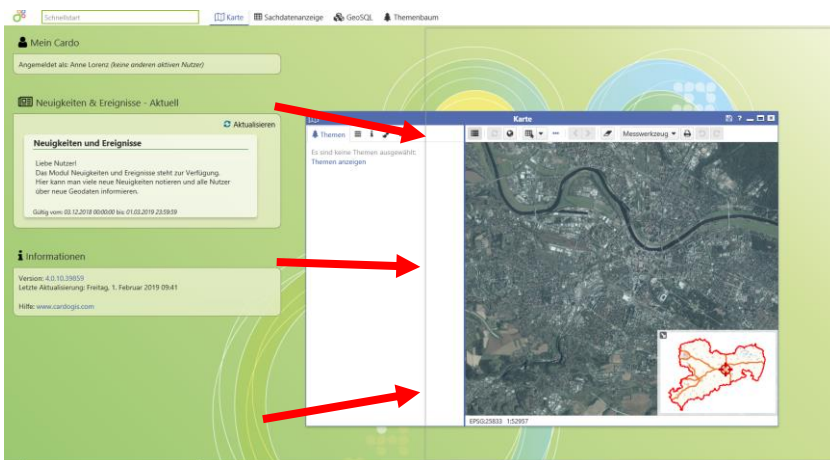 Schnellstart
Karte
Sachdatenanzeige
GeoSQL
Themenbaum
Mein Cardo
Angemeldet als: Anne Lorenz (keine anderen aktiven Nutzer)
Neuigkeiten & Ereignisse - Aktuell
Aktualisieren
Neuigkeiten und Ereignisse
Liebe Nutzer!
Das Modul Neuigkeiten und Ereignisse steht zur Verfügung.
Hier kann man viele neue Neuigkeiten notieren und alle Nutzer
über neue Geodaten informieren.
Gültig vom: 03.12.2018 00:00:00 bis: 01.03.2019 23:59:59
Informationen
Version: 4.0.10.39859
Letzte Aktualisierung: Freitag, 1. Februar 2019 09:41
Hilfe: www.cardogis.com
Karte
Themen
Es sind keine Themen ausgewählt:
Themen anzeigen
Messwerkzeug
EPSG:25833 1:52957